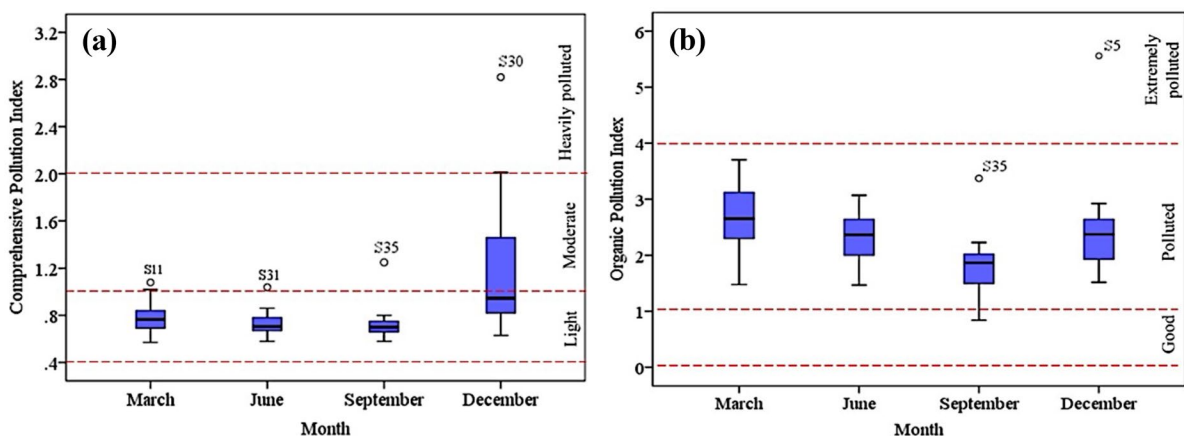 (a)
Comprehensive Pollution Index
3.2
2.8
2.4
2.0
1.6
1.2
.8
.4
S11
S31
S35
S30
Heavily polluted
Moderate
Light
March
June
September
December
Month
(b)
Organic Pollution Index
6
5
4
3
2
1
0
S35
S5
Extremely
polluted
Polluted
Good
March
June
September
December
Month